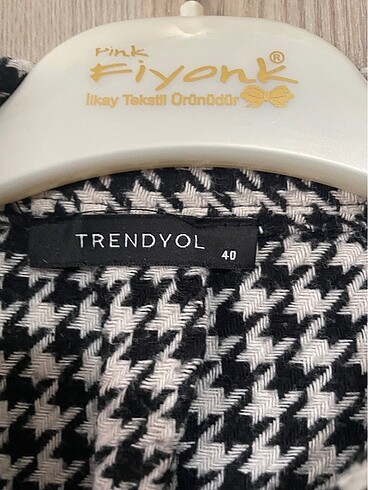 Pink
Fiyonk®
İlkay Tekstil Ürünüdür
TRENDYOL
40